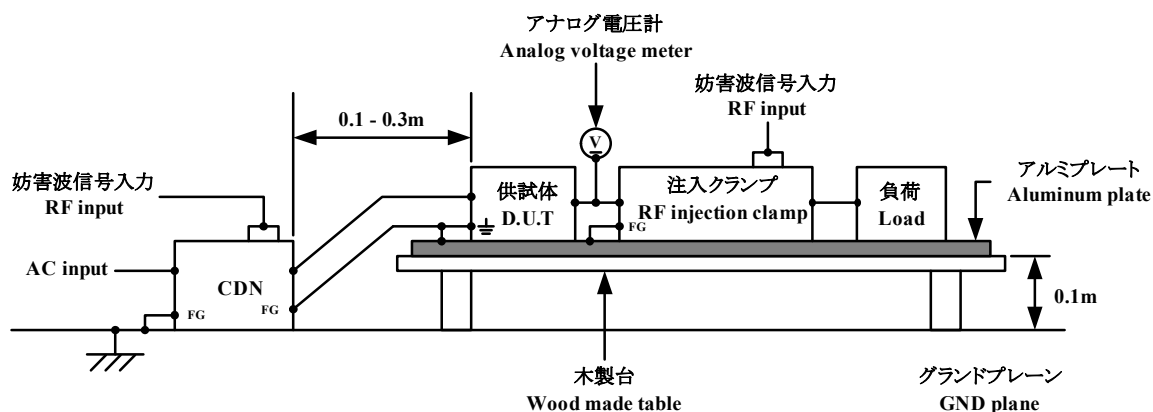 アナログ電圧計
Analog voltage meter
妨害波信号入力
RF input
0.1 - 0.3m
V
妨害波信号入力
RF input
供試体
D.U.T
注入クランプ
RF injection clamp
FG
負荷
Load
アルミプレート
Aluminum plate
AC input
CDN
FG
FG
0.1m
木製台
Wood made table
グランドプレーン
GND plane